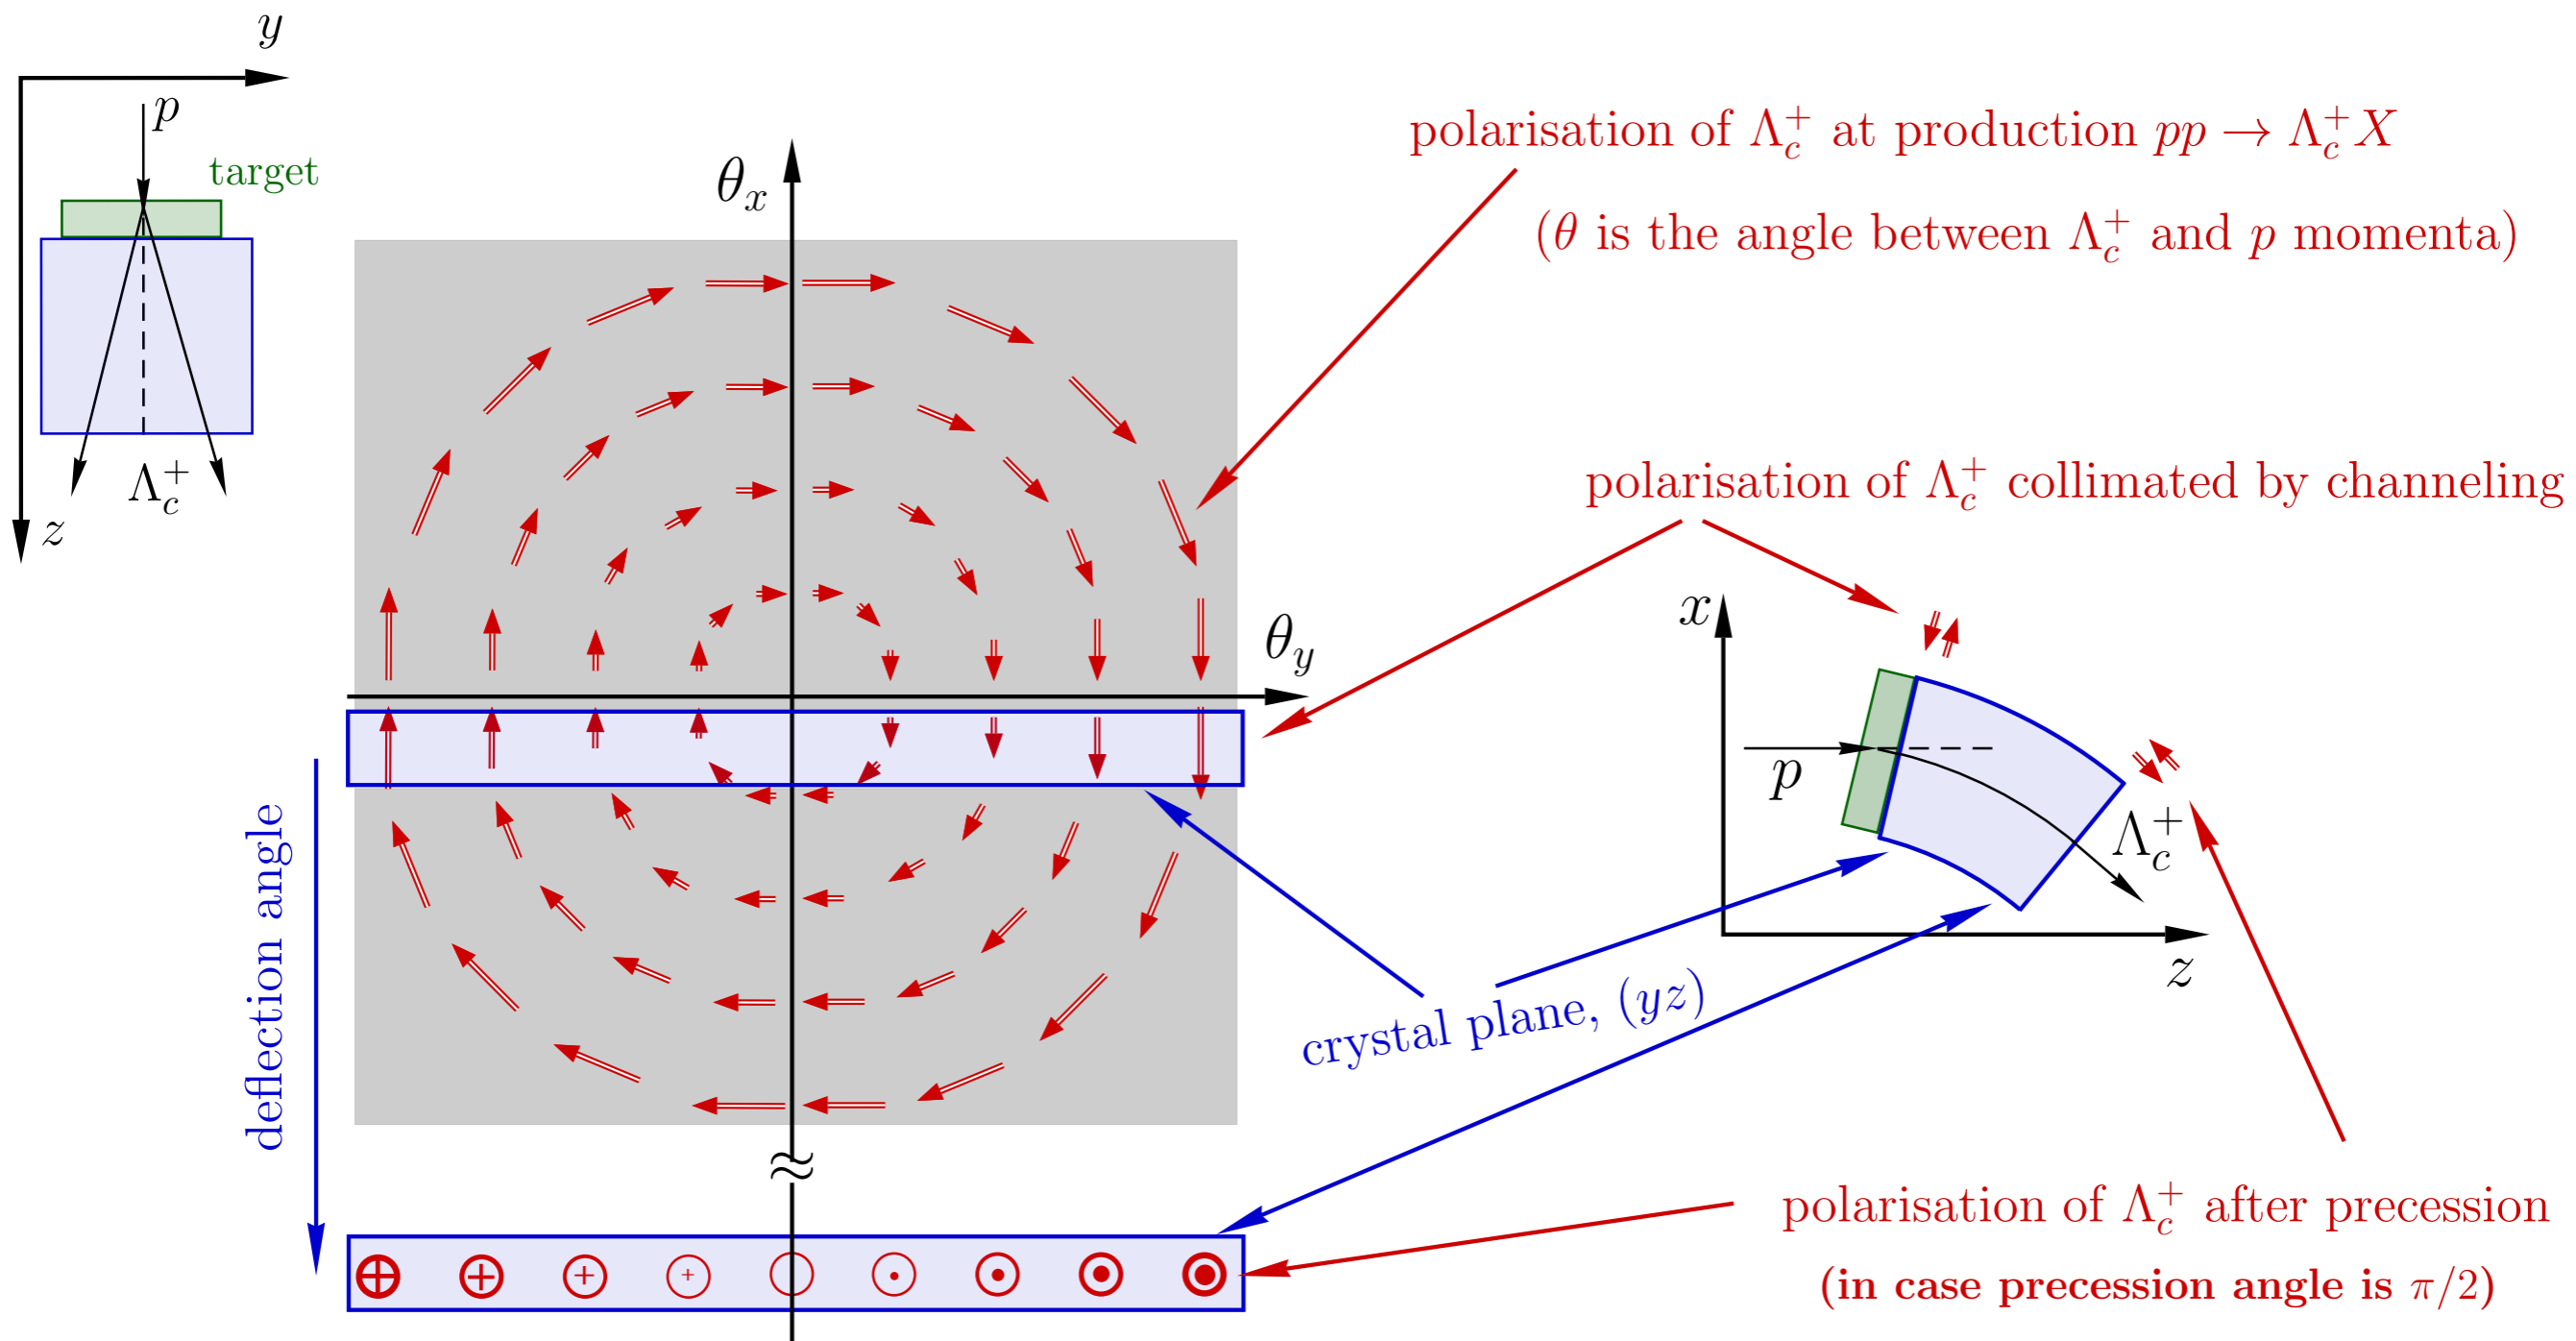 y
p
target
Λ_c^+
z
θ_x
θ_y
polarisation of Λ_c^+ at production pp → Λ_c^+ X
(θ is the angle between Λ_c^+ and p momenta)
polarisation of Λ_c^+ collimated by channeling
x
p
Λ_c^+
z
crystal plane, (yz)
deflection angle
≈
polarisation of Λ_c^+ after precession
(in case precession angle is π/2)